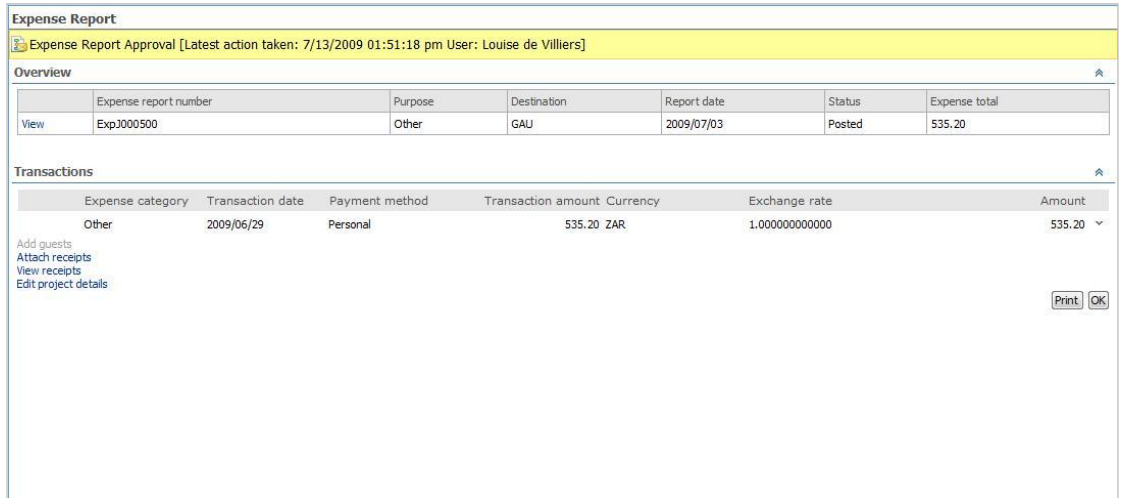 Expense Report
Expense Report Approval [Latest action taken: 7/13/2009 01:51:18 pm User: Louise de Villiers]
Overview
Expense report number Purpose Destination Report date Status Expense total
View ExpJ000500 Other GAU 2009/07/03 Posted 535.20
Transactions
Expense category Transaction date Payment method Transaction amount Currency Exchange rate Amount
Other 2009/06/29 Personal 535.20 ZAR 1.000000000000 535.20
Add guests
Attach receipts
View receipts
Edit project details
Print OK